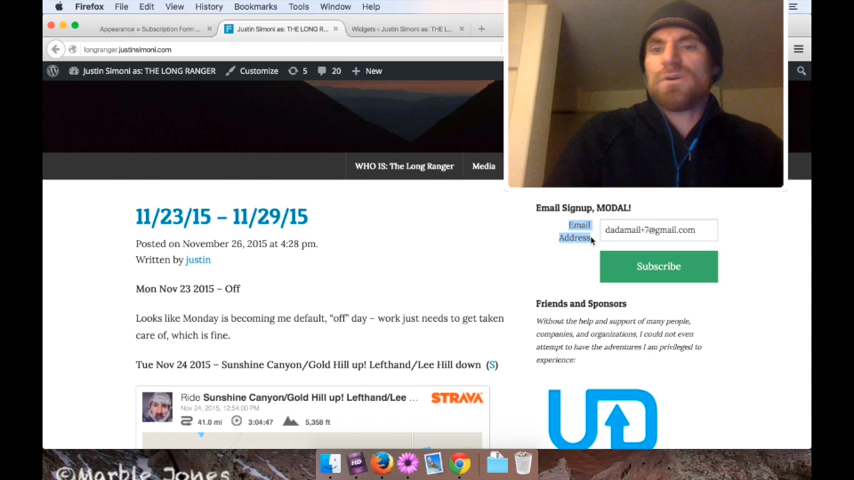 Firefox File Edit View History Bookmarks Tools Window Help
Appearance » Subscription Form ...
Justin Simoni as: THE LONG R...
Widgets ‹ Justin Simoni as: THE L...
longranger.justinsimoni.com
Justin Simoni as: THE LONG RANGER Customize 5 20 New
WHO IS: The Long Ranger Media
11/23/15 – 11/29/15
Posted on November 26, 2015 at 4:28 pm.
Written by justin
Mon Nov 23 2015 – Off
Looks like Monday is becoming me default, "off" day – work just needs to get taken
care of, which is fine.
Tue Nov 24 2015 – Sunshine Canyon/Gold Hill up! Lefthand/Lee Hill down (S)
Ride Sunshine Canyon/Gold Hill up! Lefthand/Lee ...
STRAVA
Nov 24, 2015, 12:54:00 PM
41.0 mi 3:04:47 5,358 ft
Email Signup, MODAL!
Email
Address
dadamail+7@gmail.com
Subscribe
Friends and Sponsors
Without the help and support of many people,
companies, and organizations, I could not even
attempt to have the adventures I am privileged to
experience:
UD
HD
©Marble Jones